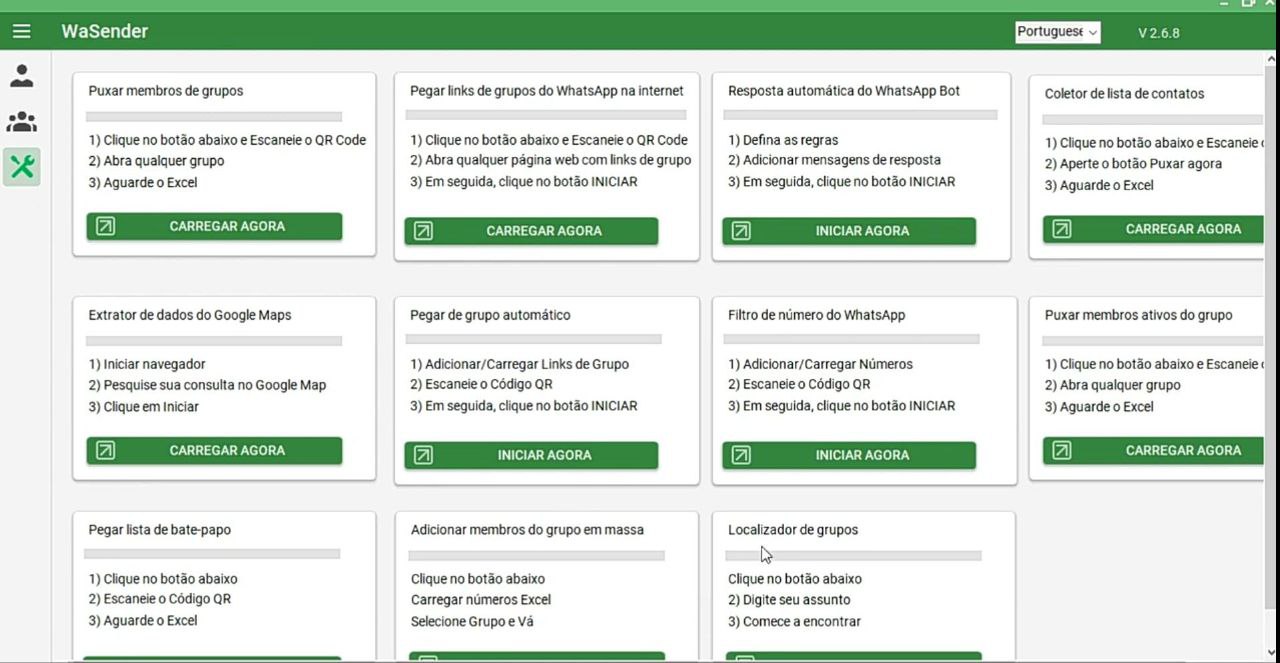 WaSender
Portuguese
V 2.6.8
Puxar membros de grupos
1) Clique no botão abaixo e Escaneie o QR Code
2) Abra qualquer grupo
3) Aguarde o Excel
CARREGAR AGORA
Pegar links de grupos do WhatsApp na internet
1) Clique no botão abaixo e Escaneie o QR Code
2) Abra qualquer página web com links de grupo
3) Em seguida, clique no botão INICIAR
CARREGAR AGORA
Resposta automática do WhatsApp Bot
1) Defina as regras
2) Adicionar mensagens de resposta
3) Em seguida, clique no botão INICIAR
INICIAR AGORA
Coletor de lista de contatos
1) Clique no botão abaixo e Escaneie
2) Aperte o botão Puxar agora
3) Aguarde o Excel
CARREGAR AGORA
Extrator de dados do Google Maps
1) Iniciar navegador
2) Pesquise sua consulta no Google Map
3) Clique em Iniciar
CARREGAR AGORA
Pegar de grupo automático
1) Adicionar/Carregar Links de Grupo
2) Escaneie o Código QR
3) Em seguida, clique no botão INICIAR
INICIAR AGORA
Filtro de número do WhatsApp
1) Adicionar/Carregar Números
2) Escaneie o Código QR
3) Em seguida, clique no botão INICIAR
INICIAR AGORA
Puxar membros ativos do grupo
1) Clique no botão abaixo e Escaneie
2) Abra qualquer grupo
3) Aguarde o Excel
CARREGAR AGORA
Pegar lista de bate-papo
1) Clique no botão abaixo
2) Escaneie o Código QR
3) Aguarde o Excel
Adicionar membros do grupo em massa
Clique no botão abaixo
Carregar números Excel
Selecione Grupo e Vá
Localizador de grupos
Clique no botão abaixo
2) Digite seu assunto
3) Comece a encontrar